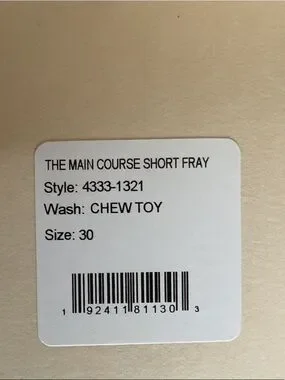 THE MAIN COURSE SHORT FRAY
Style: 4333-1321
Wash: CHEW TOY
Size: 30
1 92411 81130 3